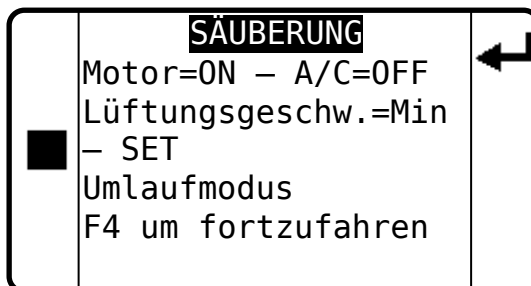 SÄUBERUNG
Motor=ON – A/C=OFF
Lüftungsgeschw.=Min
– SET
Umlaufmodus
F4 um fortzufahren